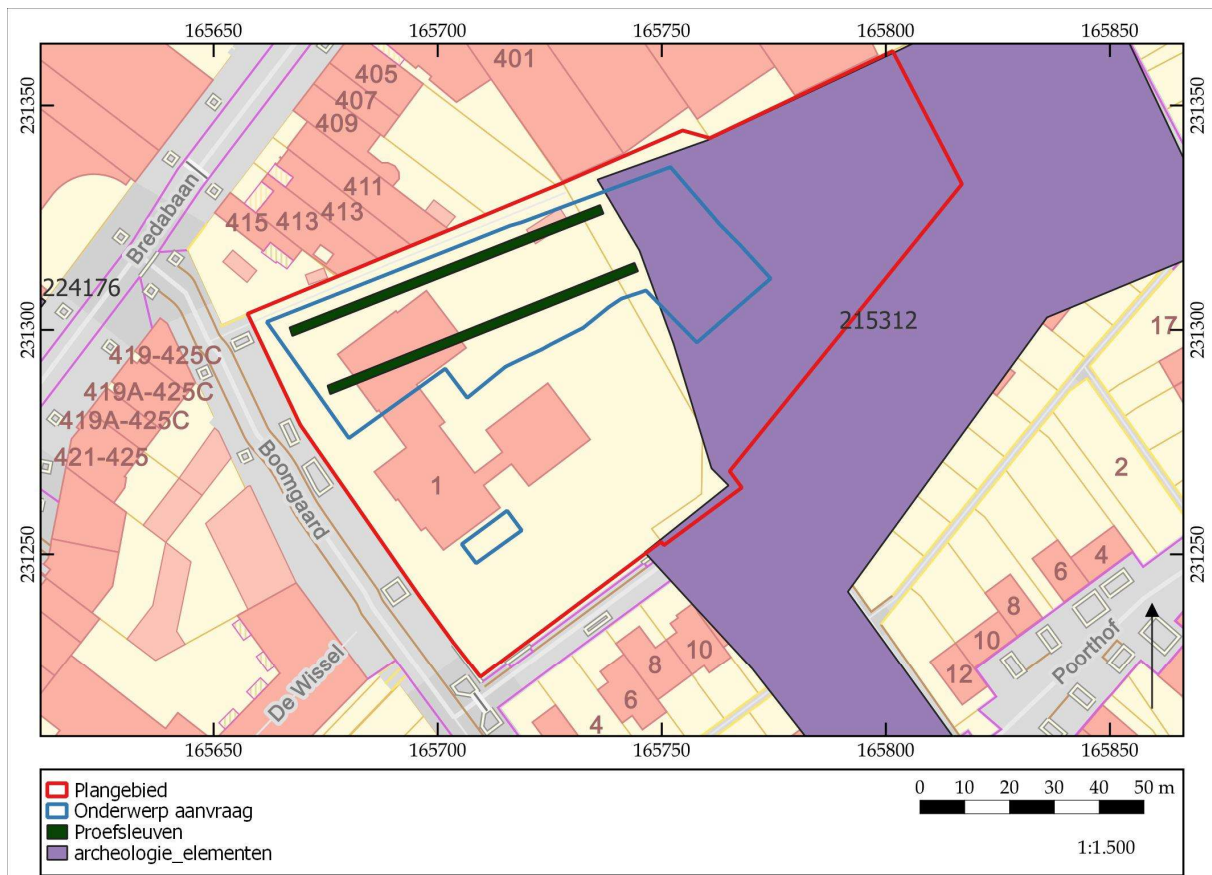 165650 165700 165750 165800 165850
231350 231350
231300 231300
231250 231250
401
405
407
409
411
413
413
415
Bredabaan
224176
419-425C
419A-425C
419A-425C
421-425
Boomgaard
1
215312
17
2
De Wissel
4
6
8
10
Poorthof
4
6
8
10
12
165650 165700 165750 165800 165850
Plangebied
Onderwerp aanvraag
Proefsleuven
archeologie_elementen
0 10 20 30 40 50 m
1:1.500